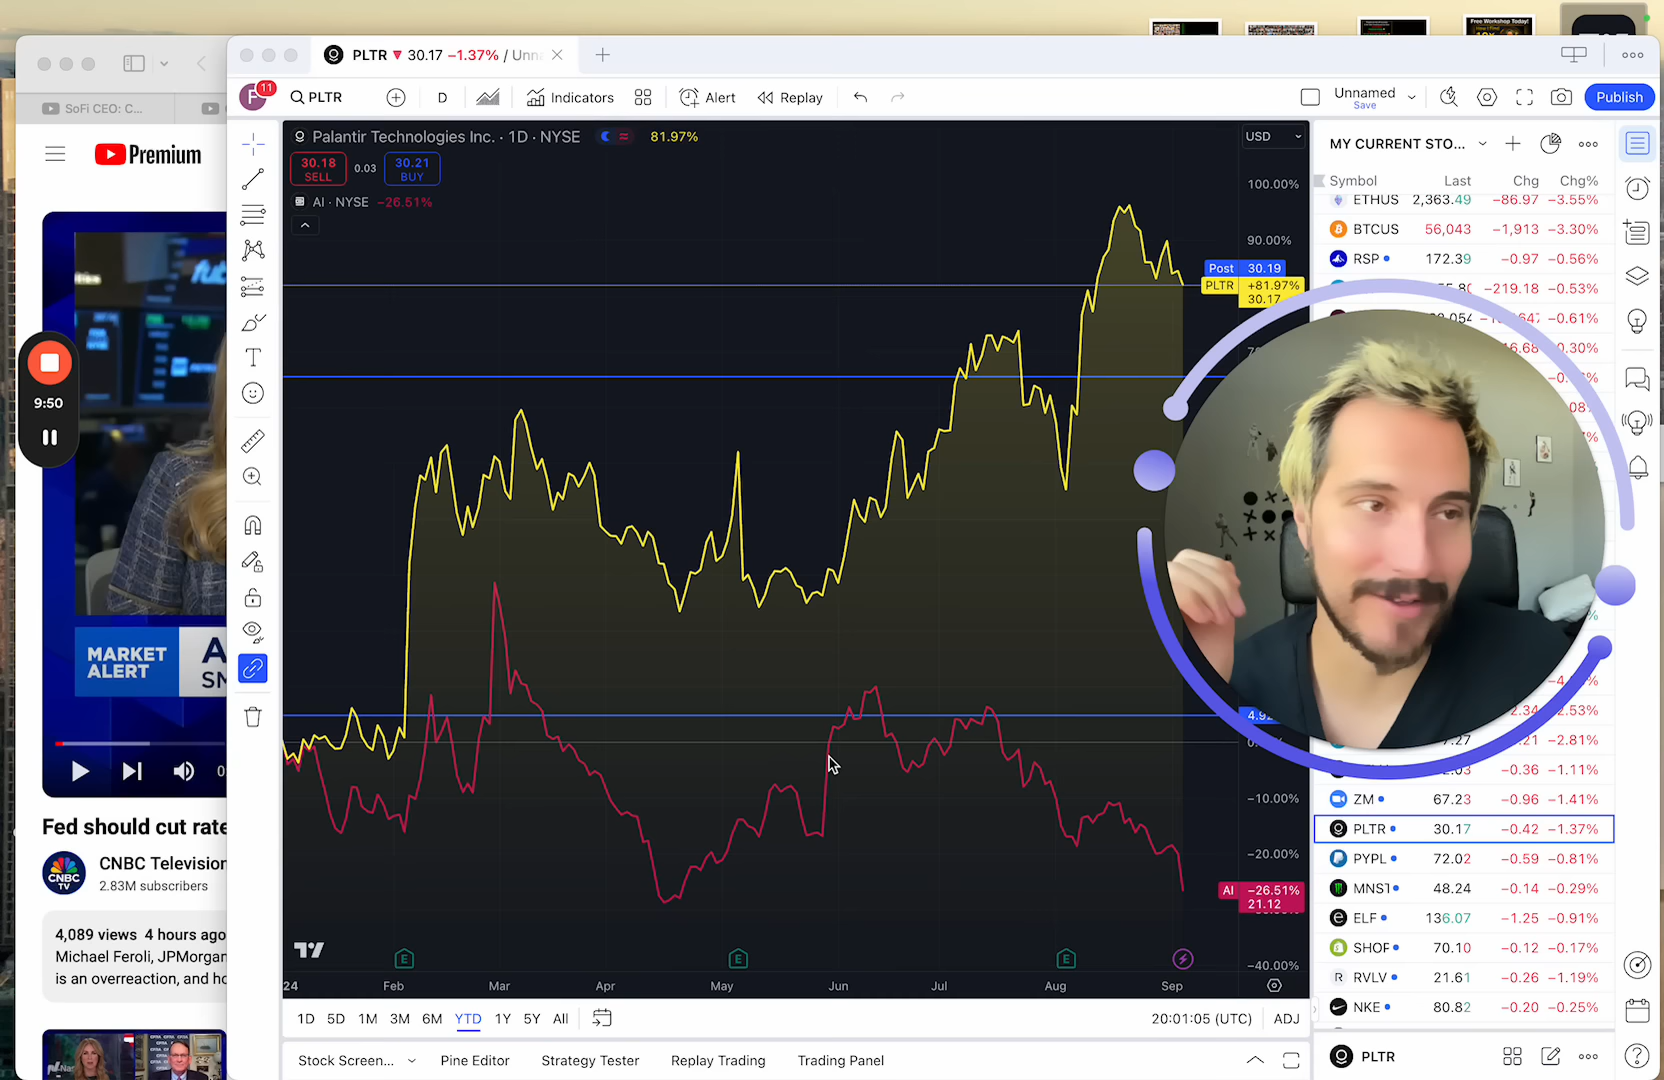 PLTR ▼ 30.17 −1.37% / Unn
SoFi CEO: C...
11
PLTR
D
Indicators
Alert
Replay
Unnamed
Save
Publish
Premium
Palantir Technologies Inc. · 1D · NYSE
81.97%
USD
30.18
SELL
0.03
30.21
BUY
AI · NYSE −26.51%
100.00%
90.00%
Post 30.19
PLTR +81.97%
30.17
4.92
−10.00%
−20.00%
AI −26.51%
21.12
−40.00%
MY CURRENT STO...
Symbol Last Chg Chg%
ETHUS 2,363.49 −86.97 −3.55%
BTCUS 56,043 −1,913 −3.30%
RSP 172.39 −0.97 −0.56%
−219.18 −0.53%
−0.61%
−2.81%
−0.36 −1.11%
ZM 67.23 −0.96 −1.41%
PLTR 30.17 −0.42 −1.37%
PYPL 72.02 −0.59 −0.81%
MNST 48.24 −0.14 −0.29%
ELF 136.07 −1.25 −0.91%
SHOP 70.10 −0.12 −0.17%
RVLV 21.61 −0.26 −1.19%
NKE 80.82 −0.20 −0.25%
9:50
MARKET
ALERT
A
SM
Fed should cut rate
CNBC Television
2.83M subscribers
CNBC
TV
4,089 views 4 hours ago
Michael Feroli, JPMorgan
is an overreaction, and ho
E
E
E
24 Feb Mar Apr May Jun Jul Aug Sep
1D 5D 1M 3M 6M YTD 1Y 5Y All
20:01:05 (UTC) ADJ
Stock Screen... Pine Editor Strategy Tester Replay Trading Trading Panel
PLTR
Free Workshop Today!